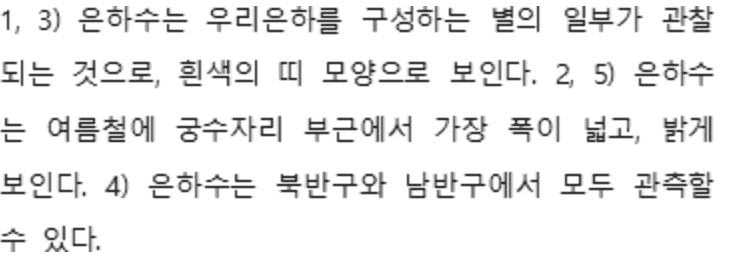 1, 3) 은하수는 우리은하를 구성하는 별의 일부가 관찰
되는 것으로, 흰색의 띠 모양으로 보인다. 2, 5) 은하수
는 여름철에 궁수자리 부근에서 가장 폭이 넓고, 밝게
보인다. 4) 은하수는 북반구와 남반구에서 모두 관측할
수 있다.